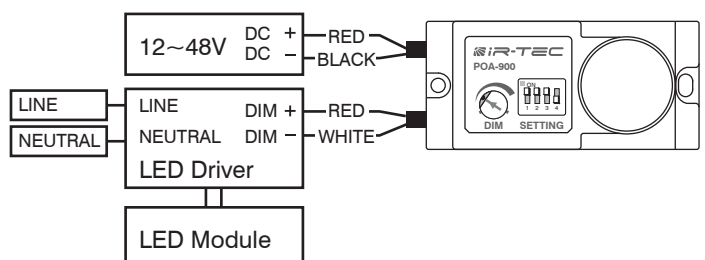 12~48V
DC +
DC –
RED
BLACK
LINE
NEUTRAL
LINE
NEUTRAL
DIM +
DIM –
LED Driver
RED
WHITE
LED Module
iR-TEC
POA-900
ON
1 2 3 4
DIM
SETTING